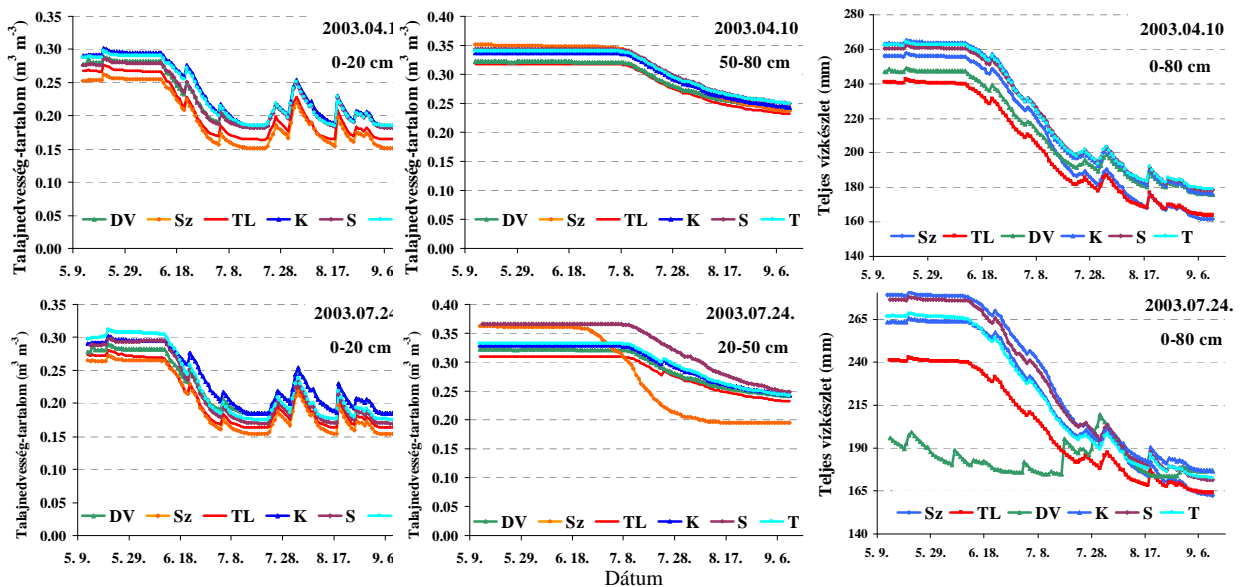 Talajnedvesség-tartalom (m³ m⁻³)
0.35
0.30
0.25
0.20
0.15
0.10
0.05
0.00
2003.04.1
0-20 cm
DV Sz TL K S
5. 9. 5. 29. 6. 18. 7. 8. 7. 28. 8. 17. 9. 6.
Talajnedvesség-tartalom (m³ m⁻³)
0.40
0.35
0.30
0.25
0.20
0.15
0.10
0.05
0.00
2003.04.10
50-80 cm
DV Sz TL K S T
5. 9. 5. 29. 6. 18. 7. 8. 7. 28. 8. 17. 9. 6.
Teljes vízkészlet (mm)
280
260
240
220
200
180
160
140
2003.04.10
0-80 cm
Sz TL DV K S T
5. 9. 5. 29. 6. 18. 7. 8. 7. 28. 8. 17. 9. 6.
Talajnedvesség-tartalom (m³ m⁻³)
0.35
0.30
0.25
0.20
0.15
0.10
0.05
0.00
2003.07.24
0-20 cm
DV Sz TL K S
5. 9. 5. 29. 6. 18. 7. 8. 7. 28. 8. 17. 9. 6.
Talajnedvesség-tartalom (m³ m⁻³)
0.40
0.35
0.30
0.25
0.20
0.15
0.10
0.05
0.00
2003.07.24.
20-50 cm
DV Sz TL K S T
5. 9. 5. 29. 6. 18. 7. 8. 7. 28. 8. 17. 9. 6.
Dátum
Teljes vízkészlet (mm)
265
240
215
190
165
140
2003.07.24.
0-80 cm
Sz TL DV K S T
5. 9. 5. 29. 6. 18. 7. 8. 7. 28. 8. 17. 9. 6.